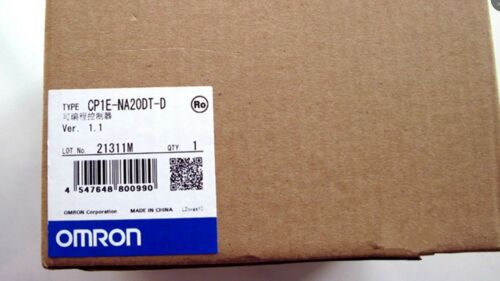 TYPE CP1E-NA20DT-D
Ro
可编程控制器
Ver. 1.1
LOT No. 21311M QTY 1
4 547648 800990
OMRON Corporation MADE IN CHINA
OMRON